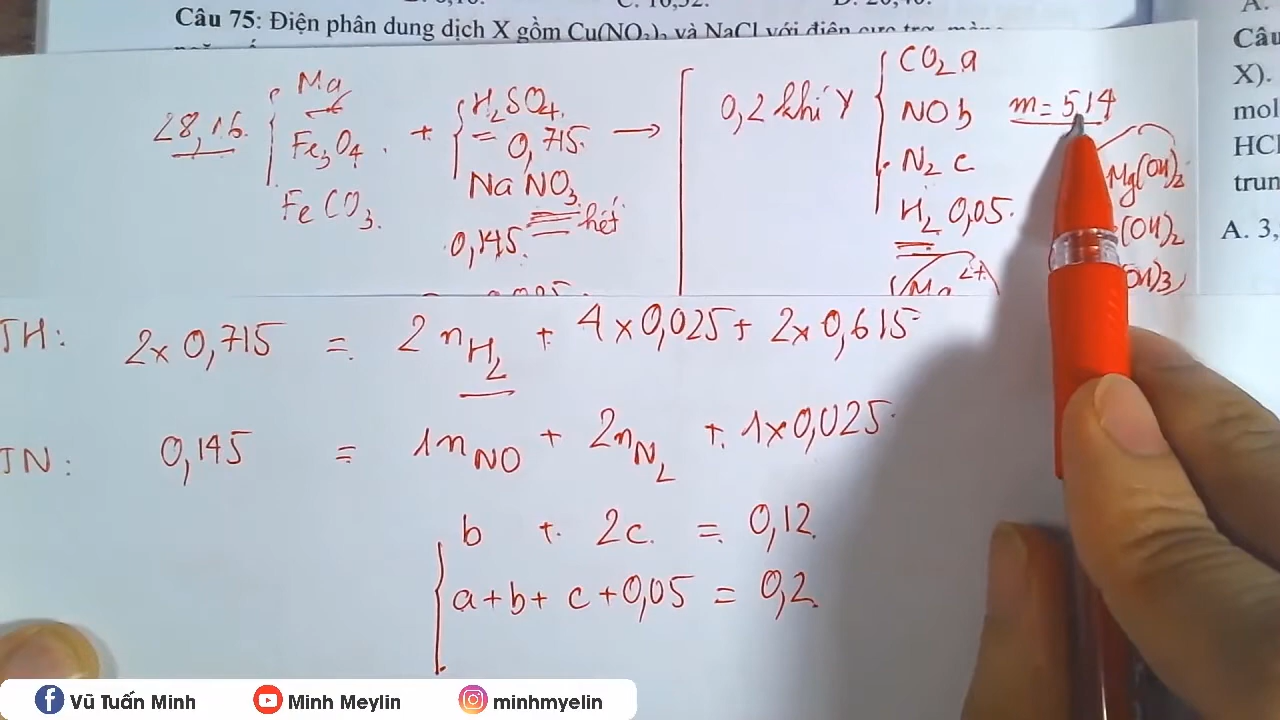 Câu 75: Điện phân dung dịch X gồm Cu(NO3)2 và NaCl với điện cực trơ, màng
A.
Câu
X).
mol
HCl
trun
A. 3,
28,16 { Mg
Fe3O4
FeCO3
+ { H2SO4
= 0,715
NaNO3
0,145 hết
→ [ 0,2 khí Y { CO2 a
NO b
N2 c
H2 0,05
m = 5,14
Mg(OH)2
(OH)2
(OH)3
Mg 2+
TH: 2 x 0,715 = 2 nH2 + 4 x 0,025 + 2 x 0,615
TN: 0,145 = 1nNO + 2nN2 + 1 x 0,025
{ b + 2c = 0,12
a + b + c + 0,05 = 0,2
Vũ Tuấn Minh Minh Meylin minhmyelin